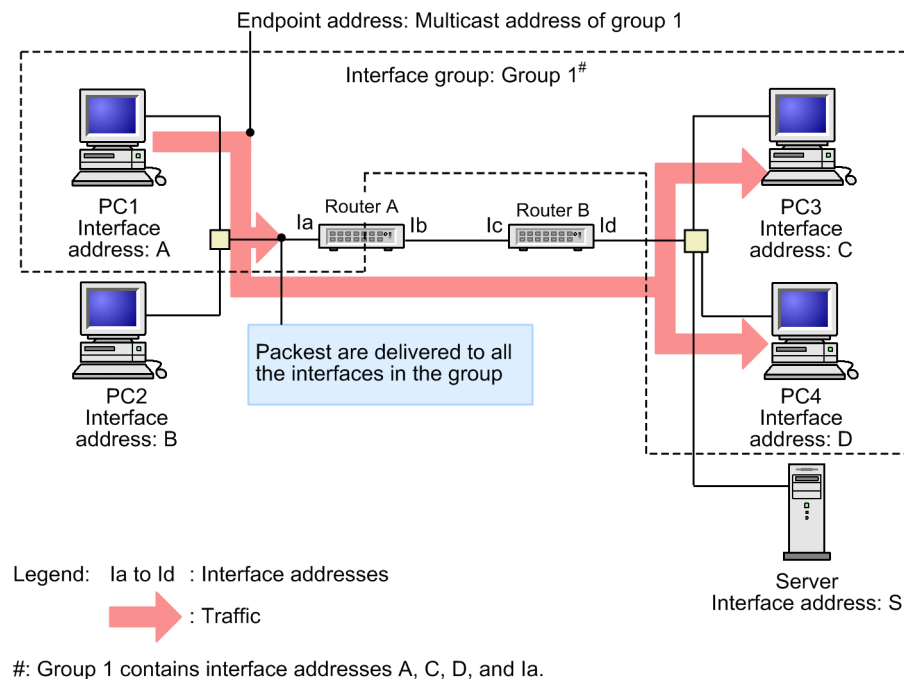 Endpoint address: Multicast address of group 1
Interface group: Group 1#
PC1
Interface
address: A
Ia
Router A
Ib
Ic
Router B
Id
PC3
Interface
address: C
PC2
Interface
address: B
Packest are delivered to all
the interfaces in the group
PC4
Interface
address: D
Server
Interface address: S
Legend: Ia to Id : Interface addresses
: Traffic
#: Group 1 contains interface addresses A, C, D, and Ia.